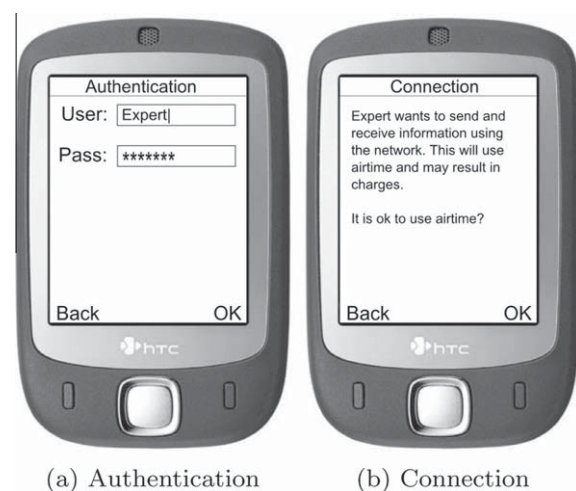 Authentication
User: Expert|
Pass: *******
Back OK
hTC
(a) Authentication
Connection
Expert wants to send and
receive information using
the network. This will use
airtime and may result in
charges.
It is ok to use airtime?
Back OK
hTC
(b) Connection